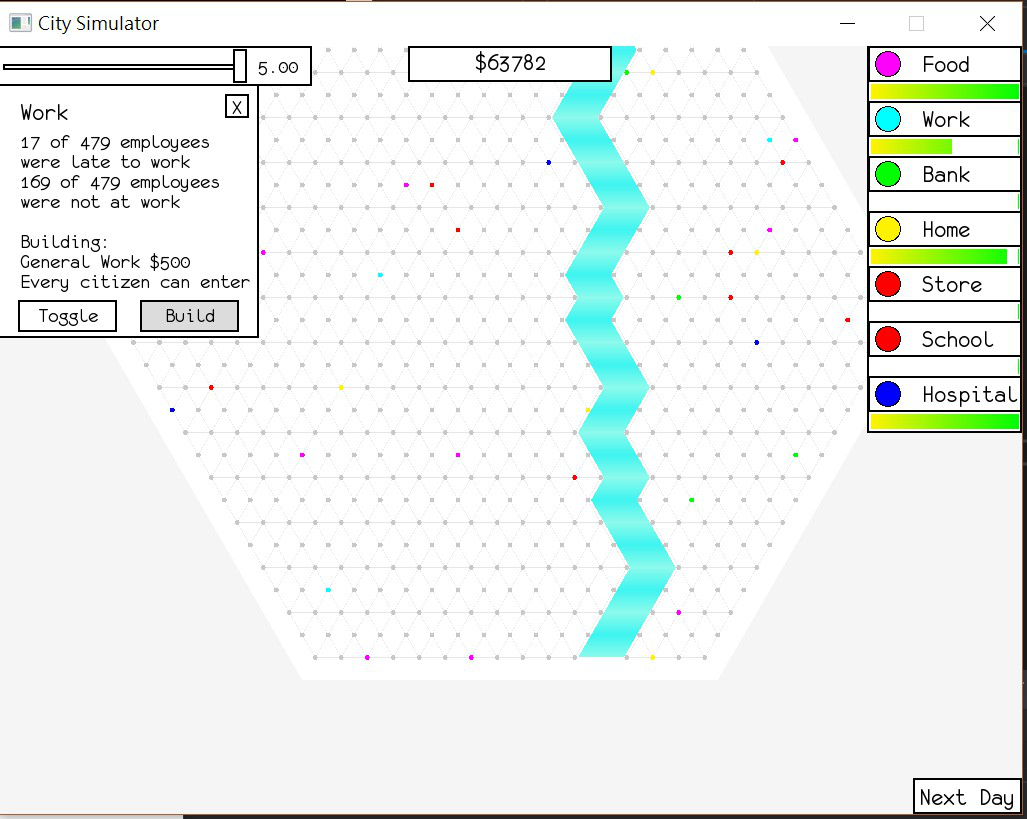 City Simulator
5.00
$63782
Work
X
17 of 479 employees
were late to work
169 of 479 employees
were not at work
Building:
General Work $500
Every citizen can enter
Toggle
Build
Food
Work
Bank
Home
Store
School
Hospital
Next Day